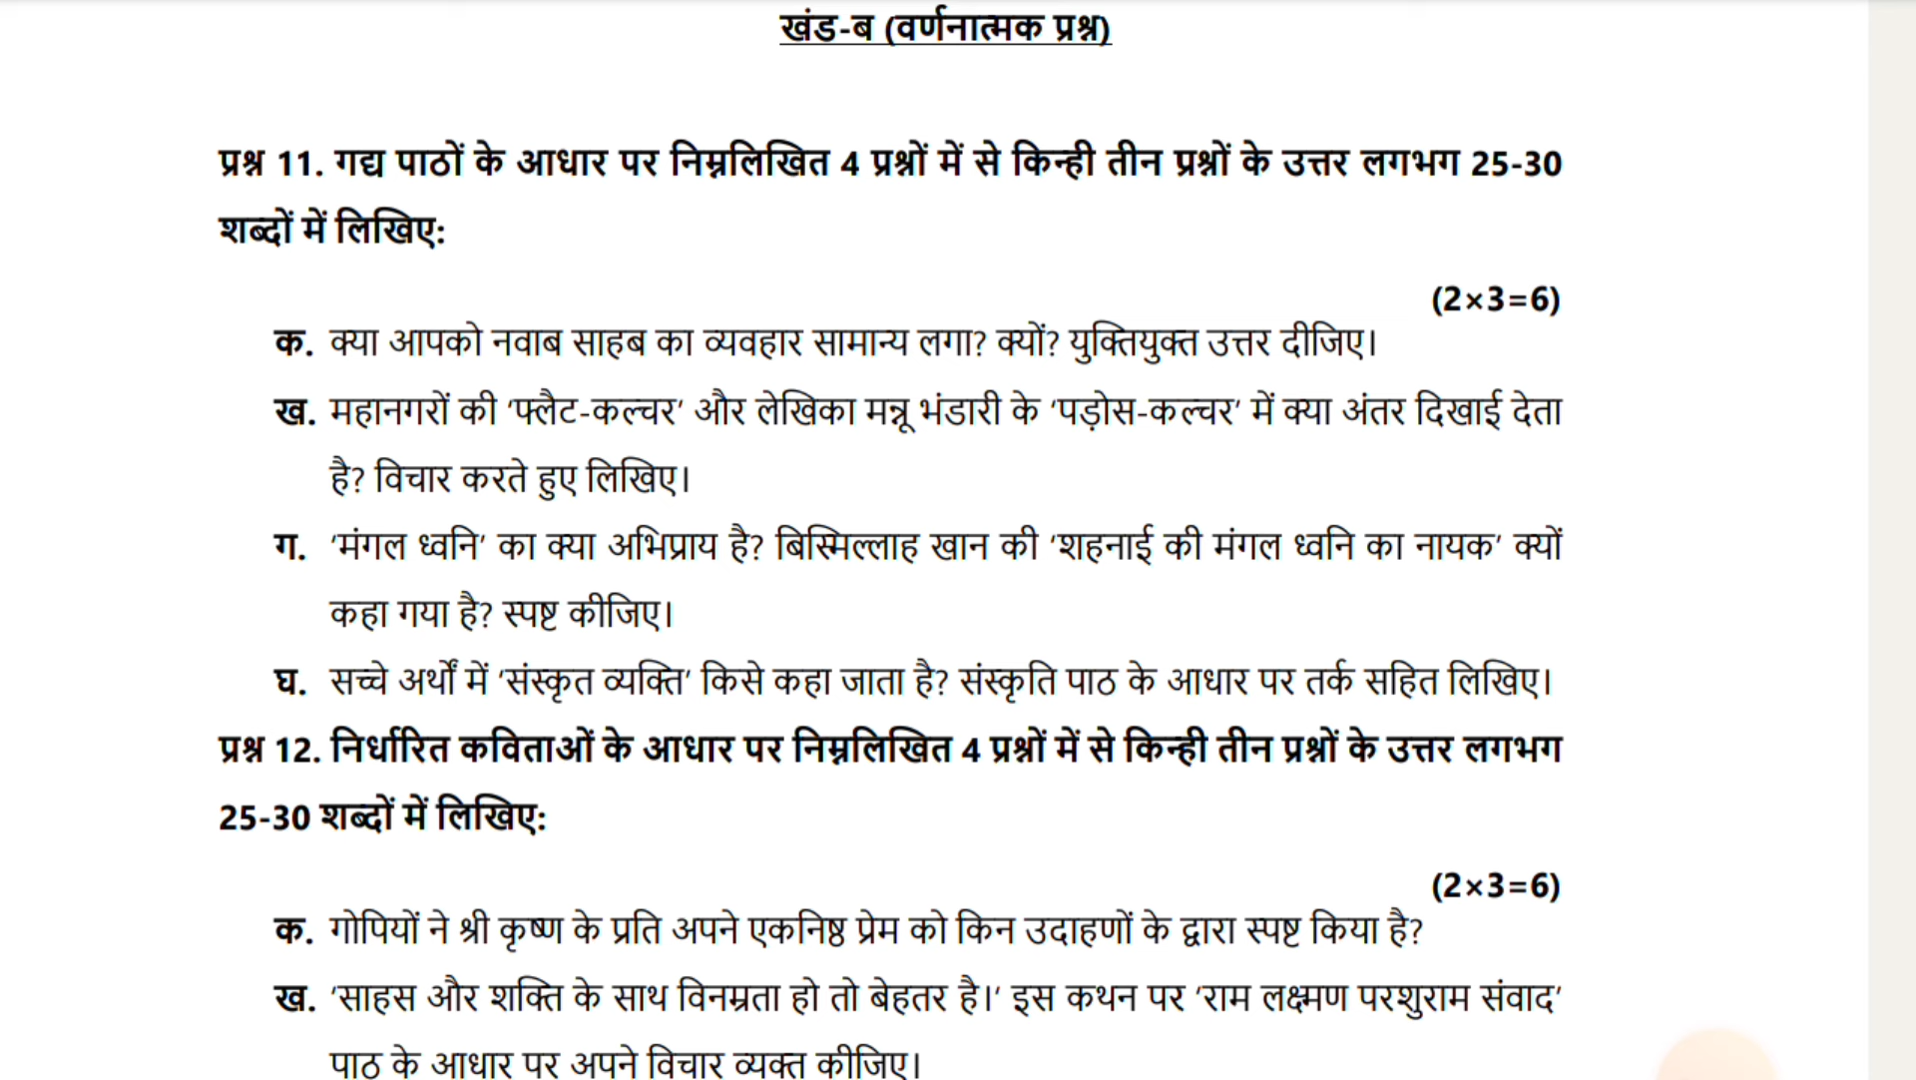 खंड-ब (वर्णनात्मक प्रश्न)
प्रश्न 11. गद्य पाठों के आधार पर निम्नलिखित 4 प्रश्नों में से किन्ही तीन प्रश्नों के उत्तर लगभग 25-30
शब्दों में लिखिए:
(2×3=6)
क. क्या आपको नवाब साहब का व्यवहार सामान्य लगा? क्यों? युक्तियुक्त उत्तर दीजिए।
ख. महानगरों की ‘फ्लैट-कल्चर’ और लेखिका मन्नू भंडारी के ‘पड़ोस-कल्चर’ में क्या अंतर दिखाई देता
है? विचार करते हुए लिखिए।
ग. ‘मंगल ध्वनि’ का क्या अभिप्राय है? बिस्मिल्लाह खान की ‘शहनाई की मंगल ध्वनि का नायक’ क्यों
कहा गया है? स्पष्ट कीजिए।
घ. सच्चे अर्थों में ‘संस्कृत व्यक्ति’ किसे कहा जाता है? संस्कृति पाठ के आधार पर तर्क सहित लिखिए।
प्रश्न 12. निर्धारित कविताओं के आधार पर निम्नलिखित 4 प्रश्नों में से किन्ही तीन प्रश्नों के उत्तर लगभग
25-30 शब्दों में लिखिए:
(2×3=6)
क. गोपियों ने श्री कृष्ण के प्रति अपने एकनिष्ठ प्रेम को किन उदाहणों के द्वारा स्पष्ट किया है?
ख. ‘साहस और शक्ति के साथ विनम्रता हो तो बेहतर है।‘ इस कथन पर ‘राम लक्ष्मण परशुराम संवाद’
पाठ के आधार पर अपने विचार व्यक्त कीजिए।